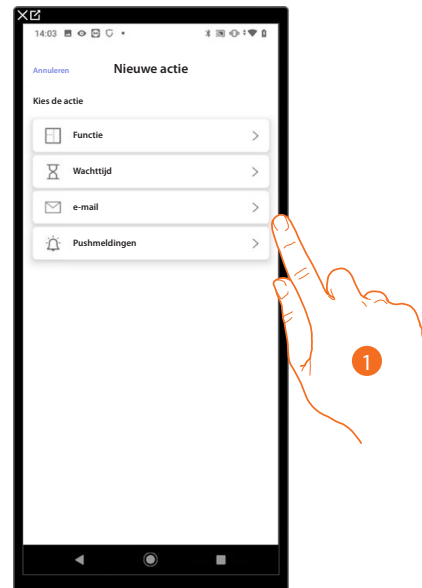 14:03
Annuleren
Nieuwe actie
Kies de actie
Functie
Wachttijd
e-mail
Pushmeldingen
1